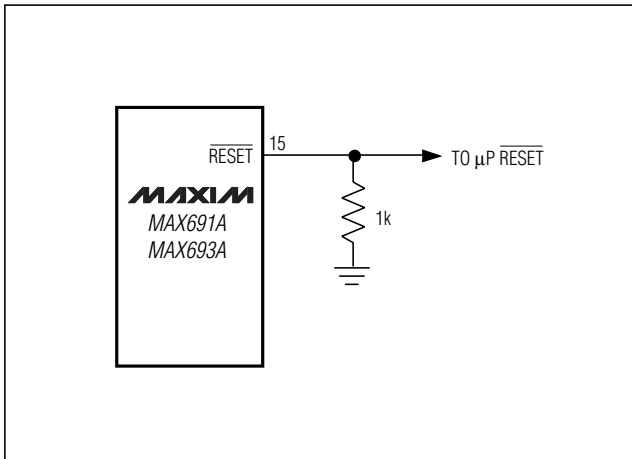 RESET 15
TO μP RESET
MAXIM
MAX691A
MAX693A
1k